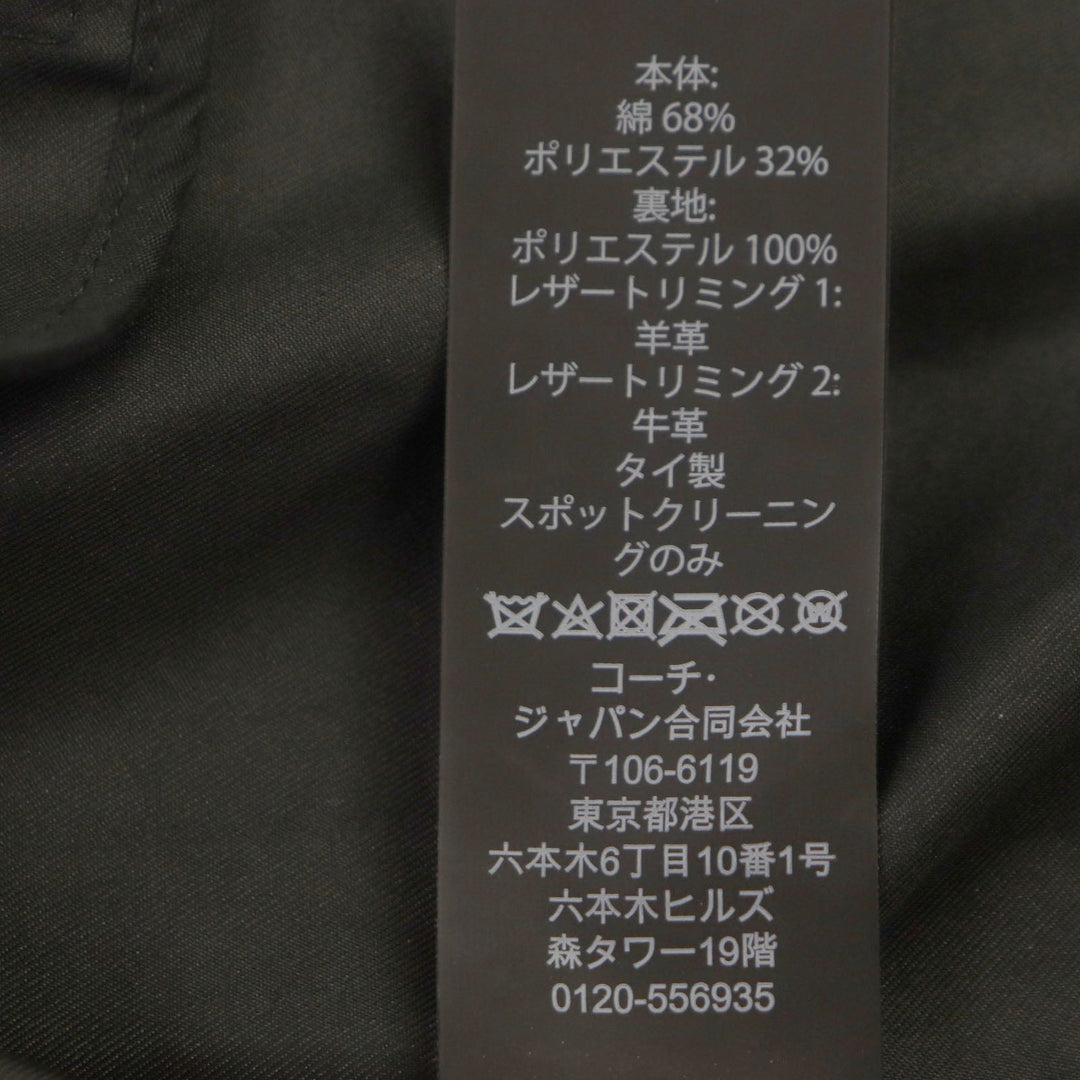 本体:
綿 68%
ポリエステル 32%
裏地:
ポリエステル 100%
レザートリミング 1:
羊革
レザートリミング 2:
牛革
タイ製
スポットクリーニン
グのみ
コーチ·
ジャパン合同会社
〒106-6119
東京都港区
六本木6丁目10番1号
六本木ヒルズ
森タワー19階
0120-556935